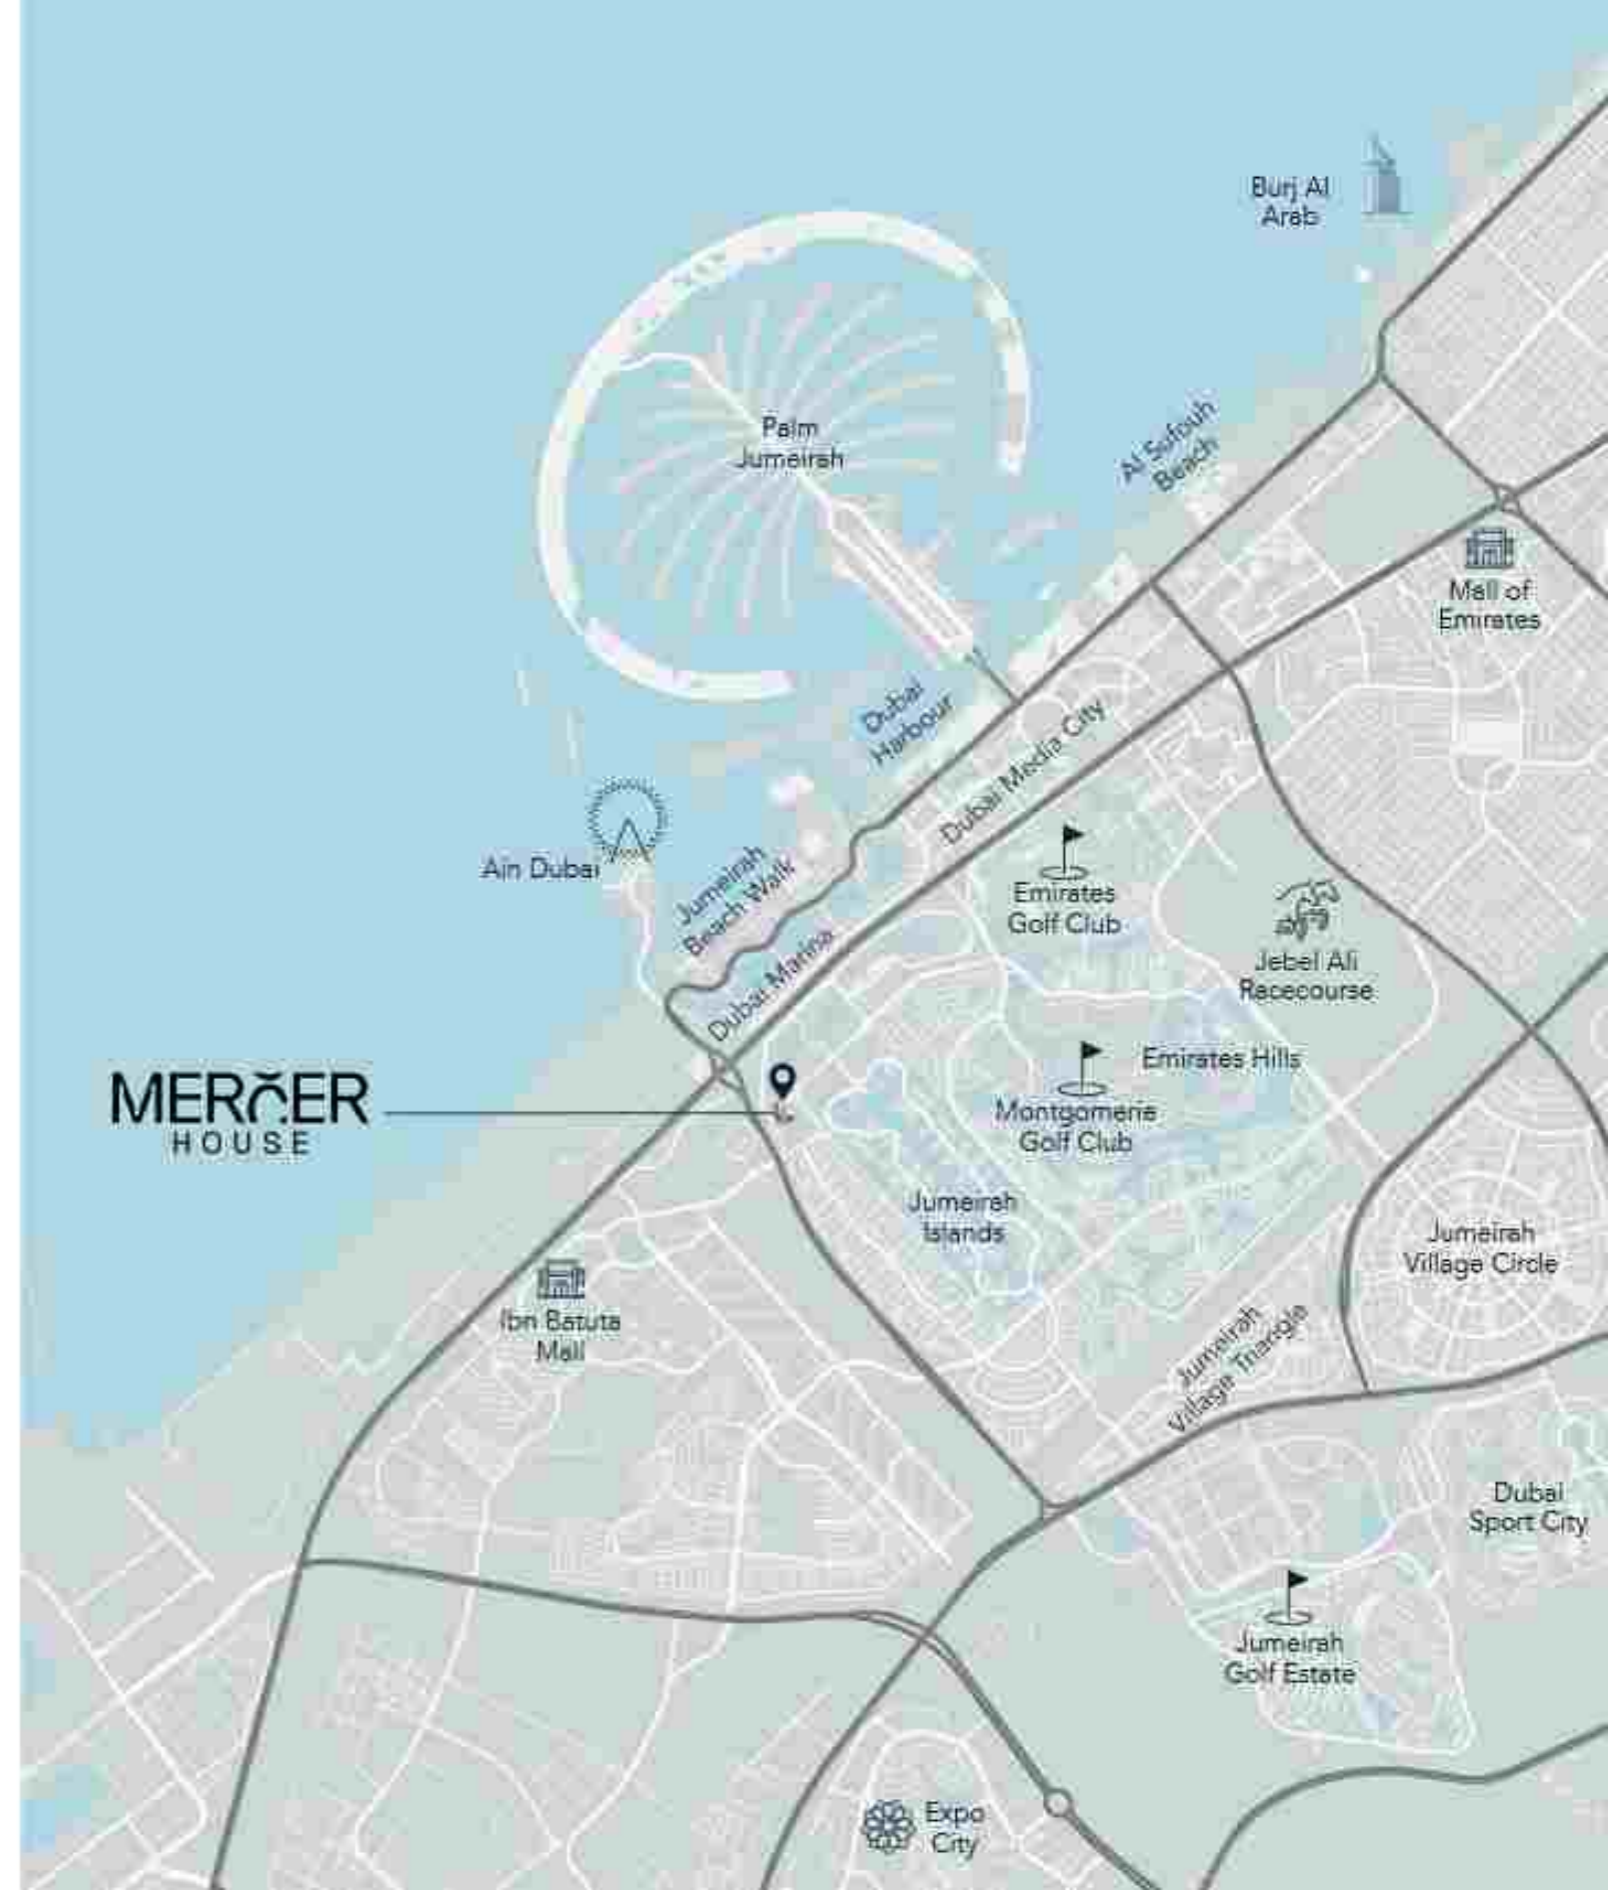 Burj Al
Arab
Palm
Jumeirah
Al Sufouh
Beach
Mall of
Emirates
Dubai
Harbour
Dubai Media City
Ain Dubai
Jumeirah
Beach Walk
Emirates
Golf Club
Jebel Ali
Racecourse
Dubai Marina
MERCER
HOUSE
Emirates Hills
Montgomerie
Golf Club
Jumeirah
Islands
Jumeirah
Village Circle
Ibn Batuta
Mall
Jumeirah
Village Triangle
Dubai
Sport City
Jumeirah
Golf Estate
Expo
City